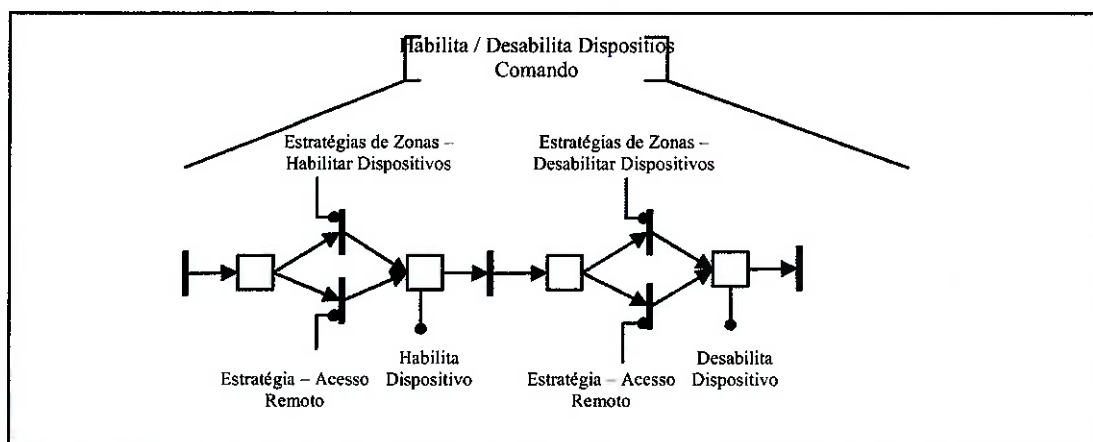 Habilita / Desabilita Dispositios
Comando
Estratégias de Zonas –
Habilitar Dispositivos
Estratégias de Zonas –
Desabilitar Dispositivos
Habilita
Dispositivo
Desabilita
Dispositivo
Estratégia – Acesso
Remoto
Estratégia – Acesso
Remoto